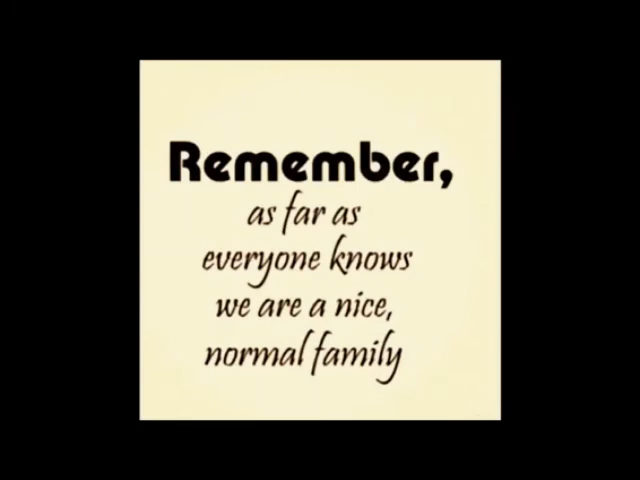 Remember,
as far as
everyone knows
we are a nice,
normal family